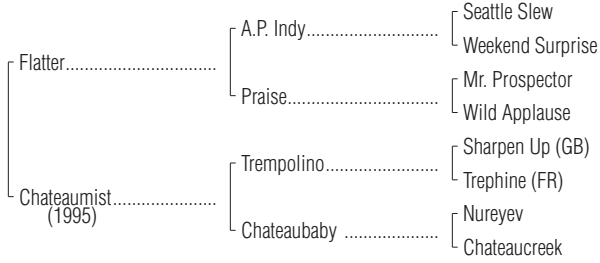 Seattle Slew
A.P. Indy..................................
Weekend Surprise
Flatter.......................................
Mr. Prospector
Praise.......................................
Wild Applause
Sharpen Up (GB)
Trempolino.............................
Trephine (FR)
Chateaumist..........................
(1995)
Nureyev
Chateaubaby ........................
Chateaucreek